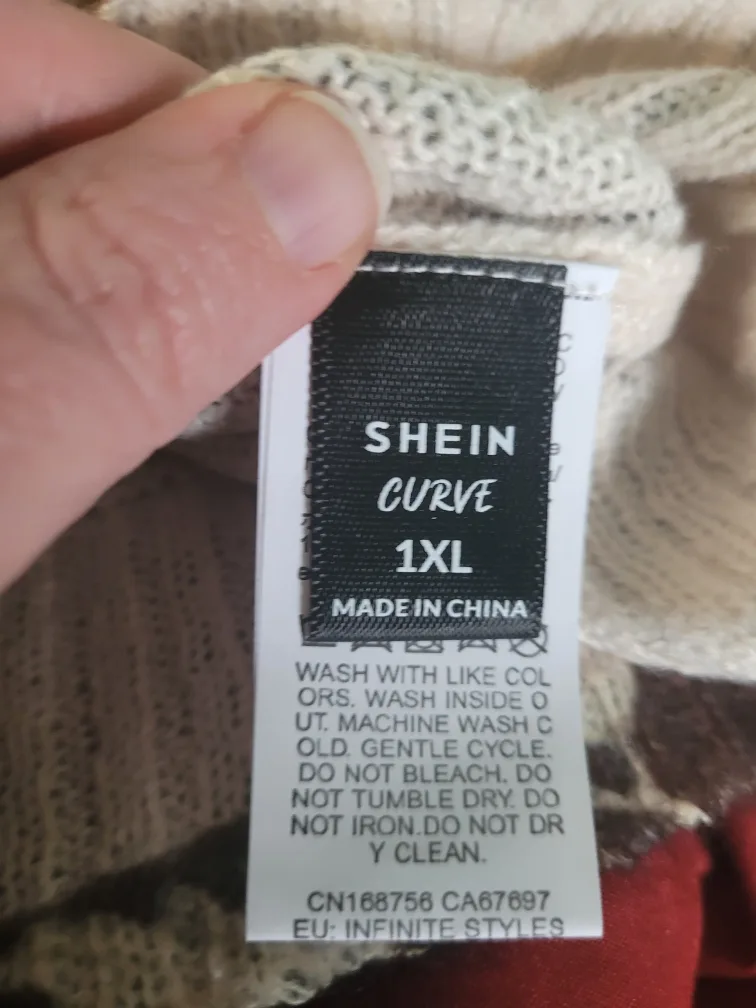 SHEIN
CURVE
1XL
MADE IN CHINA
WASH WITH LIKE COL
ORS. WASH INSIDE O
UT. MACHINE WASH C
OLD. GENTLE CYCLE.
DO NOT BLEACH. DO
NOT TUMBLE DRY. DO
NOT IRON.DO NOT DR
Y CLEAN.
CN168756 CA67697
EU: INFINITE STYLES